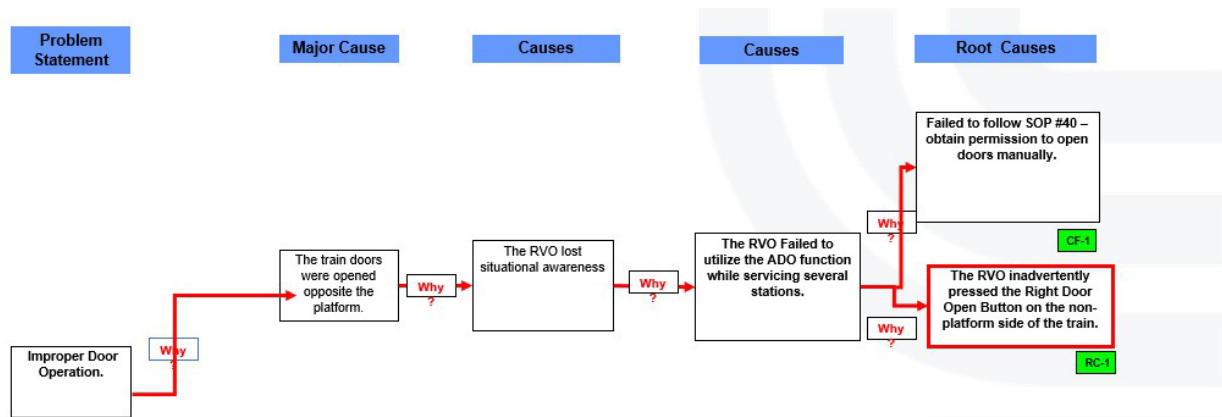 Problem
Statement
Major Cause
Causes
Causes
Root Causes
Failed to follow SOP #40 –
obtain permission to open
doors manually.
Why
?
CF-1
The train doors
were opened
opposite the
platform.
Why
?
The RVO lost
situational awareness
Why
?
The RVO Failed to
utilize the ADO function
while servicing several
stations.
The RVO inadvertently
pressed the Right Door
Open Button on the non-
platform side of the train.
Why
?
RC-1
Improper Door
Operation.
Why
?